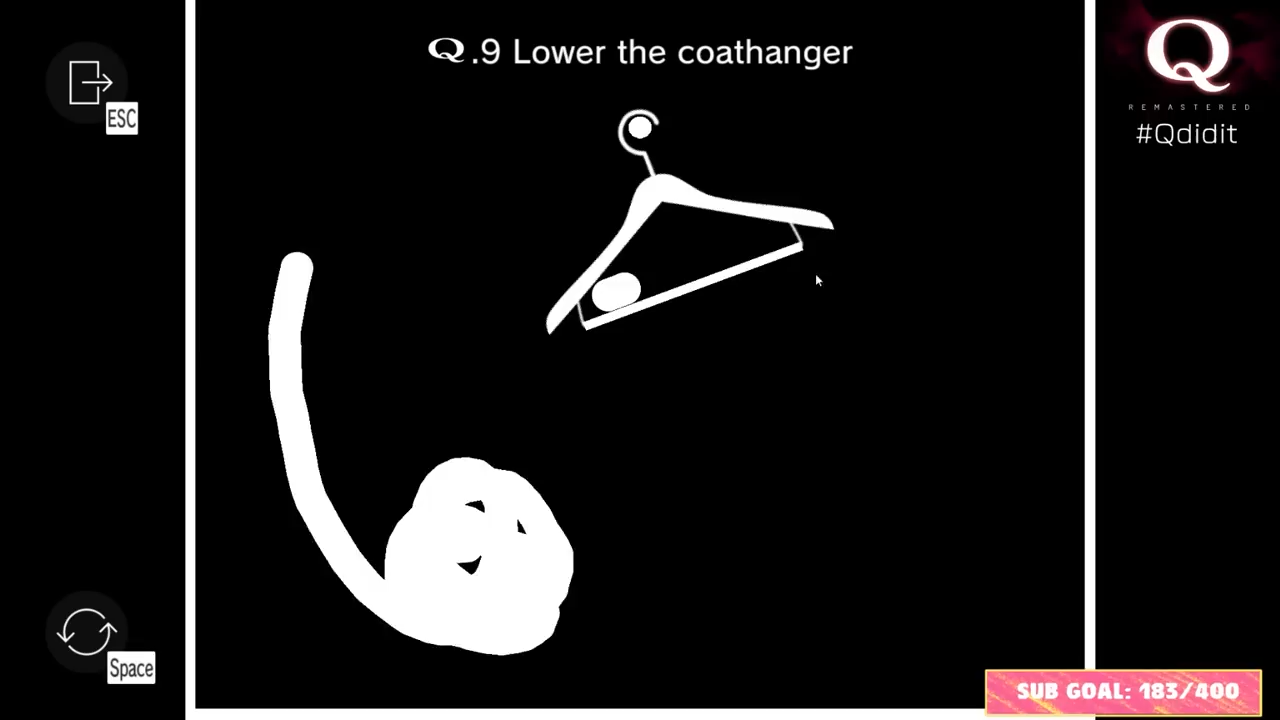 Q.9 Lower the coathanger
ESC
Q
REMASTERED
#Qdidit
Space
SUB GOAL: 183/400